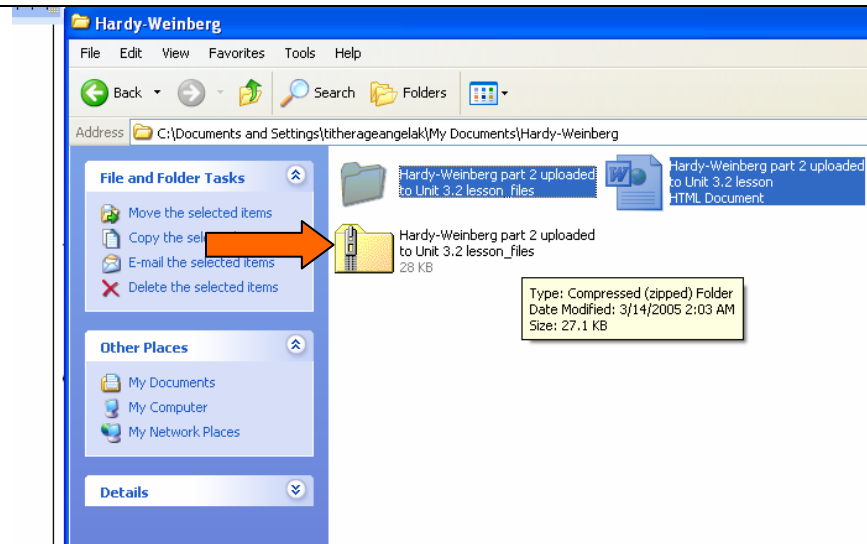 Hardy-Weinberg
File Edit View Favorites Tools Help
Back Search Folders
Address C:\Documents and Settings\titherageangelak\My Documents\Hardy-Weinberg
File and Folder Tasks
Move the selected items
Copy the selected items
E-mail the selected items
Delete the selected items
Other Places
My Documents
My Computer
My Network Places
Details
Hardy-Weinberg part 2 uploaded
to Unit 3.2 lesson_files
Hardy-Weinberg part 2 uploaded
to Unit 3.2 lesson
HTML Document
Hardy-Weinberg part 2 uploaded
to Unit 3.2 lesson_files
28 KB
Type: Compressed (zipped) Folder
Date Modified: 3/14/2005 2:03 AM
Size: 27.1 KB